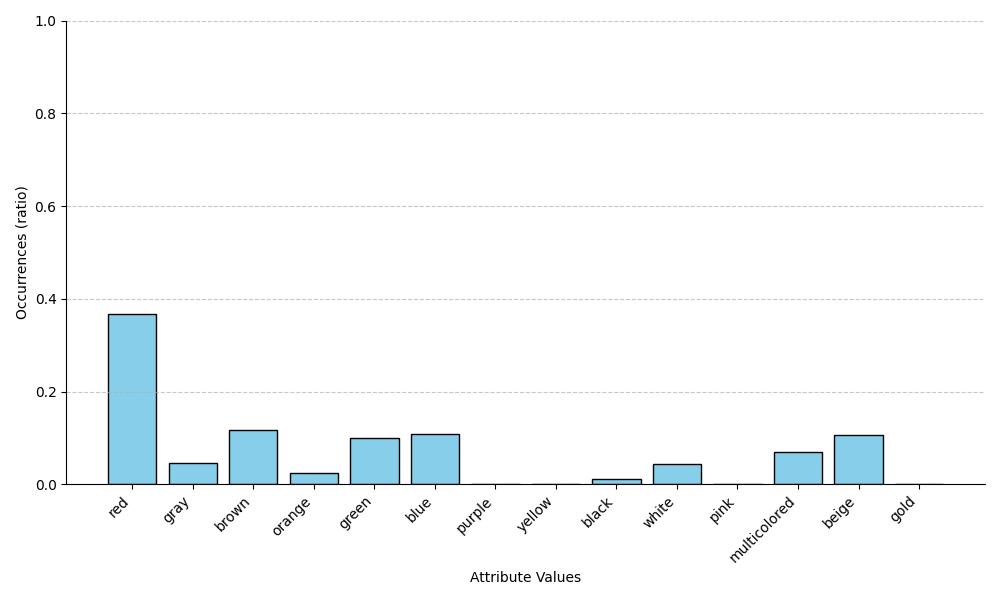 1.0
0.8
0.6
0.4
0.2
0.0
Occurrences (ratio)
red
gray
brown
orange
green
blue
purple
yellow
black
white
pink
multicolored
beige
gold
Attribute Values